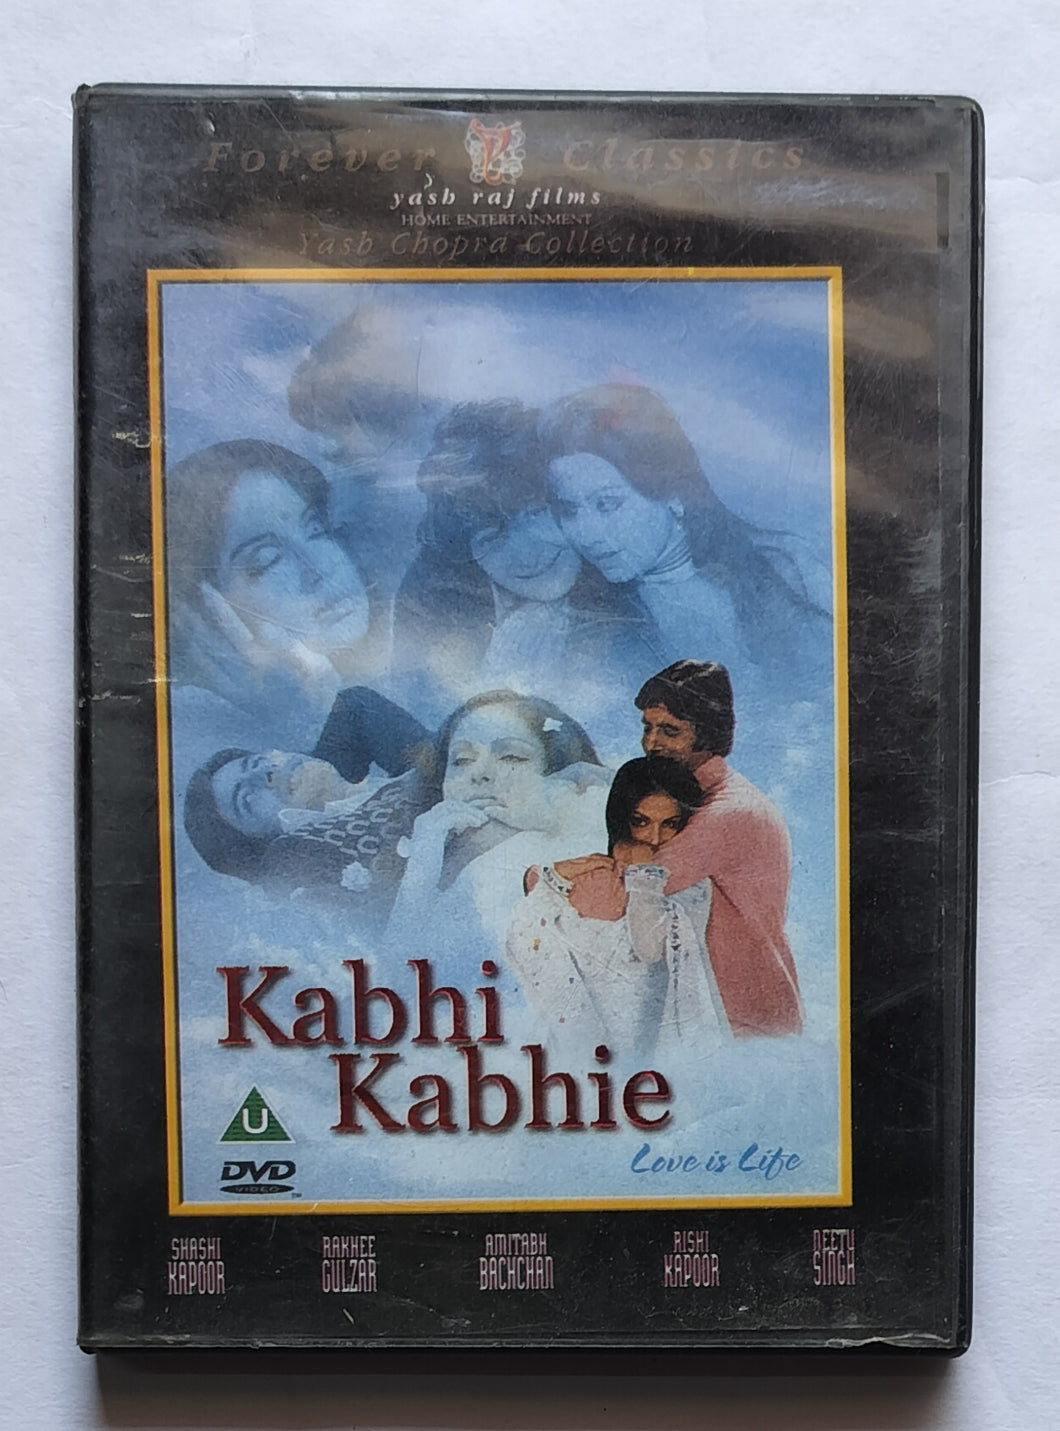 Forever Classics
yash raj films
HOME ENTERTAINMENT
Yash Chopra Collection
Kabhi
Kabhie
U
Love is Life
DVD
VIDEO
SHASHI
KAPOOR
RAKHEE
GULZAR
AMITABH
BACHCHAN
RISHI
KAPOOR
NEETU
SINGH